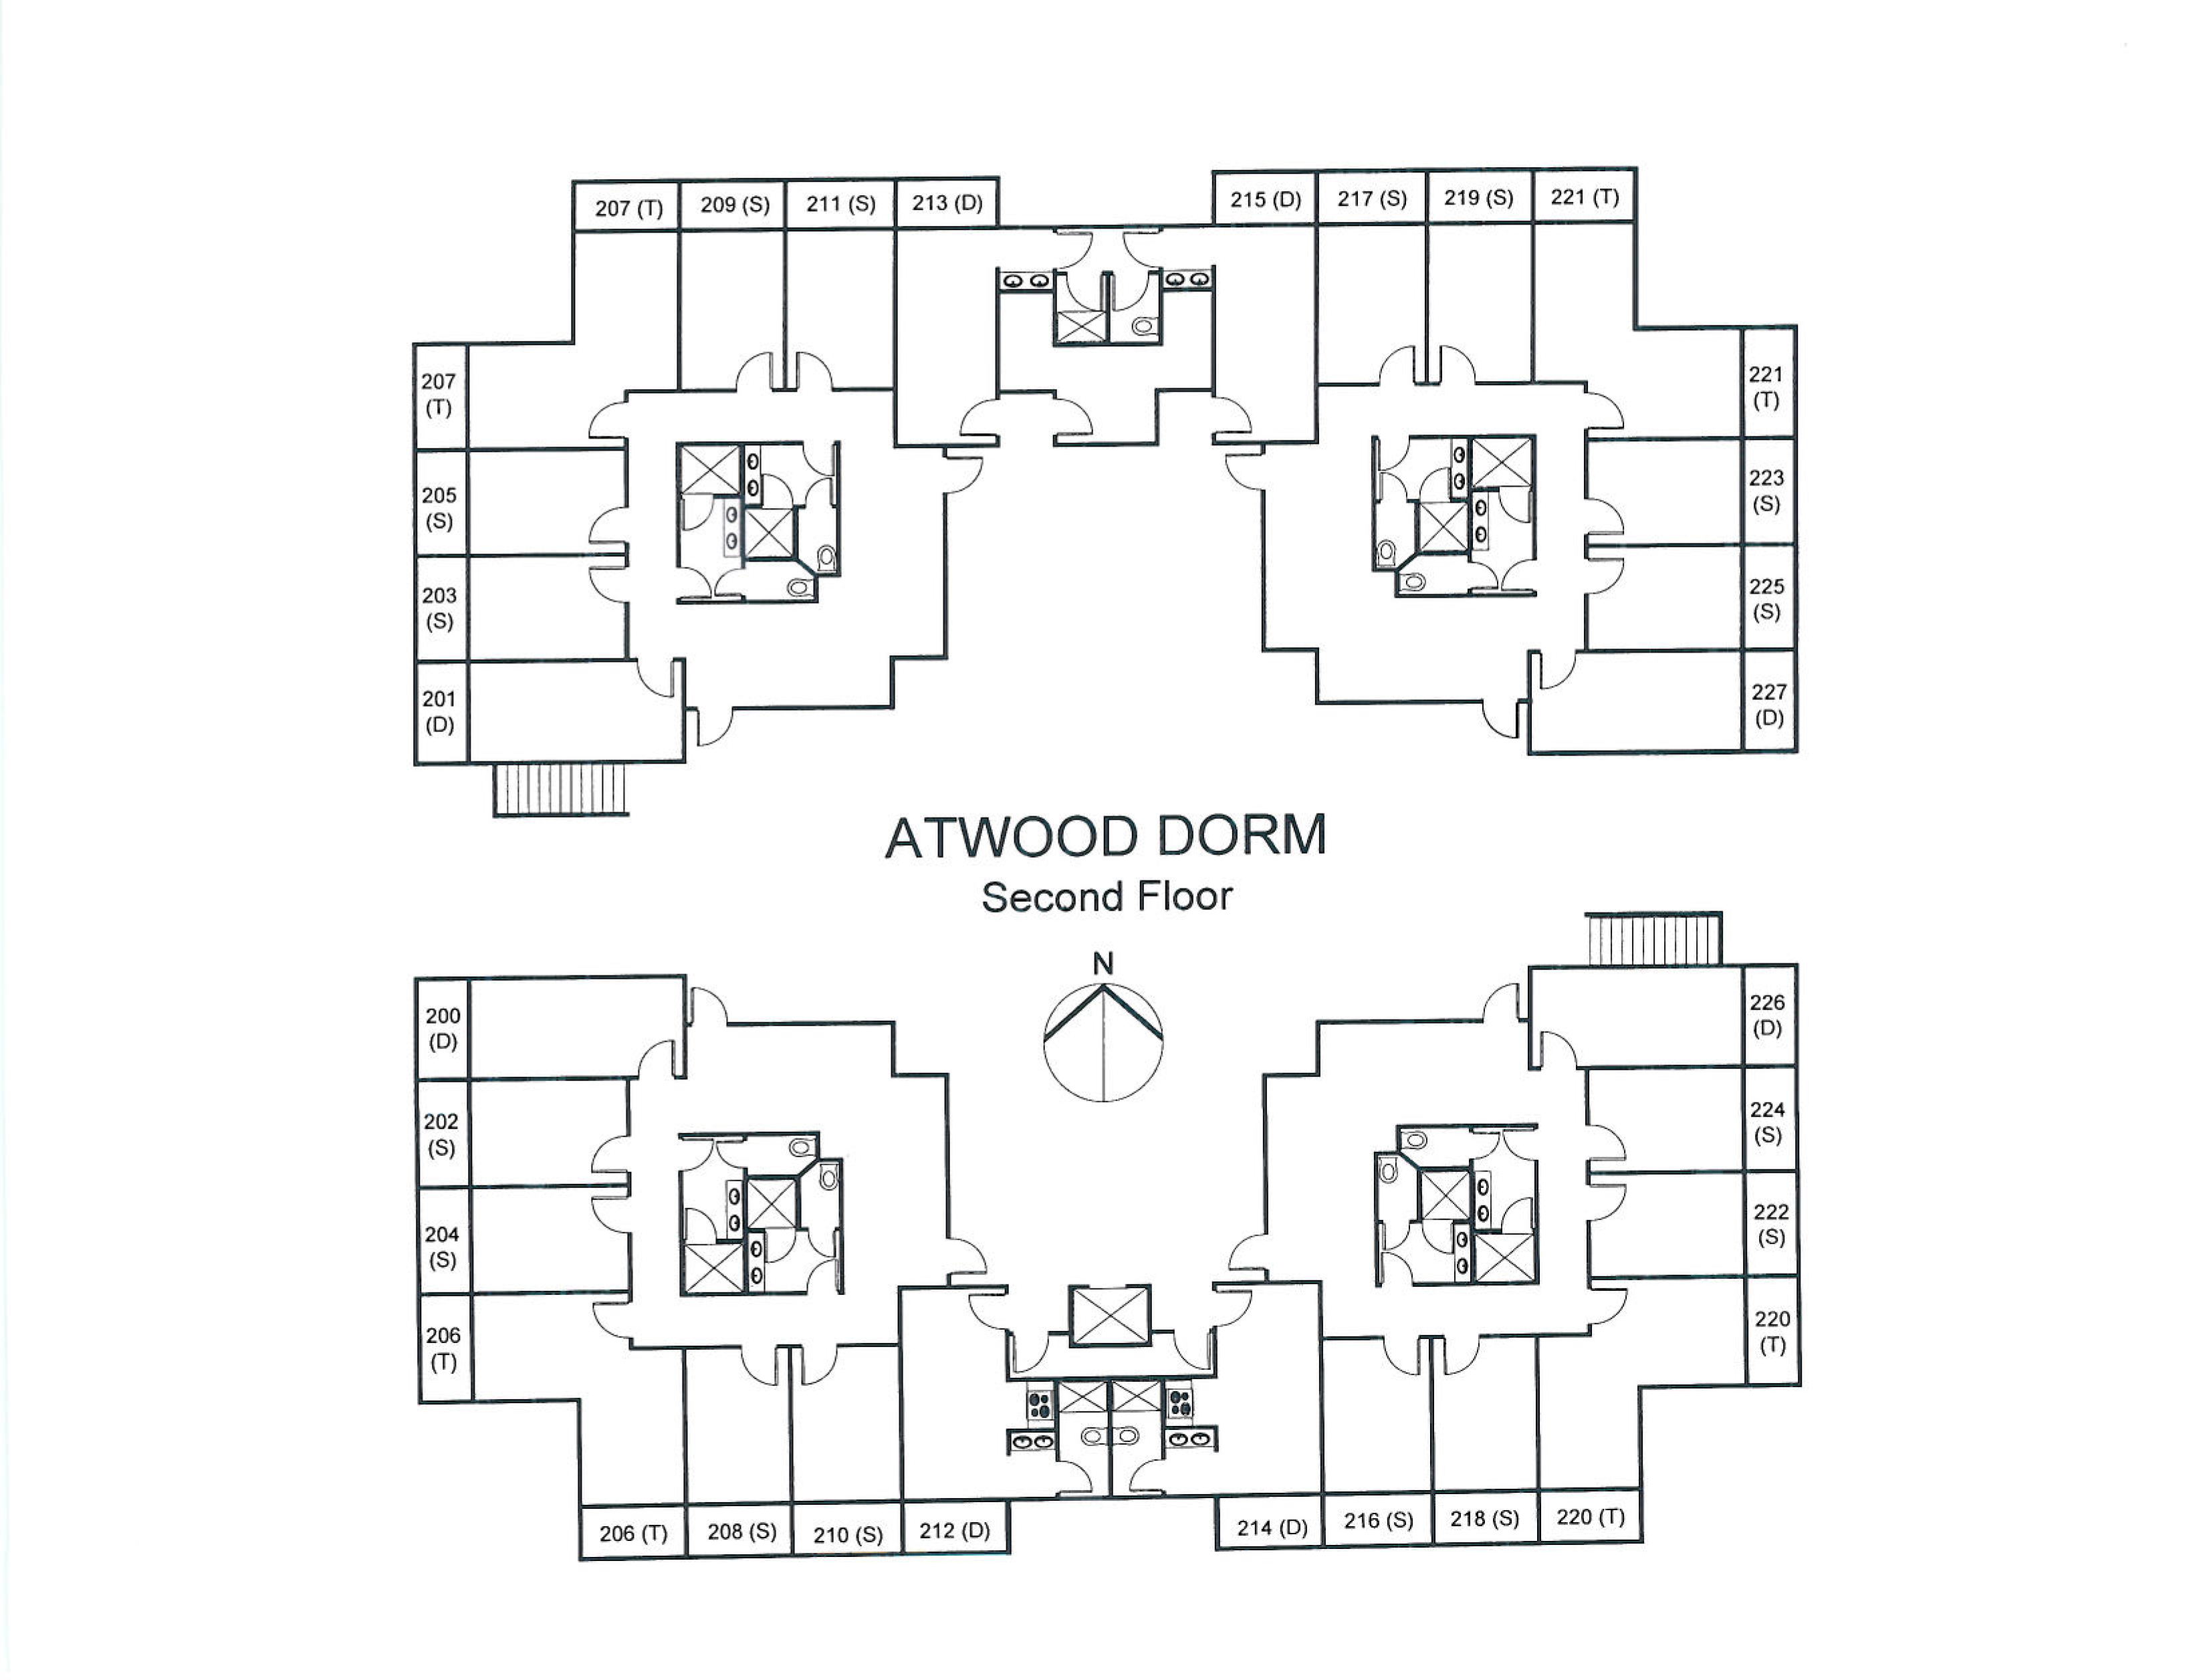 207 (T)
209 (S)
211 (S)
213 (D)
215 (D)
217 (S)
219 (S)
221 (T)
207
(T)
205
(S)
203
(S)
201
(D)
221
(T)
223
(S)
225
(S)
227
(D)
ATWOOD DORM
Second Floor
N
200
(D)
202
(S)
204
(S)
206
(T)
226
(D)
224
(S)
222
(S)
220
(T)
206 (T)
208 (S)
210 (S)
212 (D)
214 (D)
216 (S)
218 (S)
220 (T)